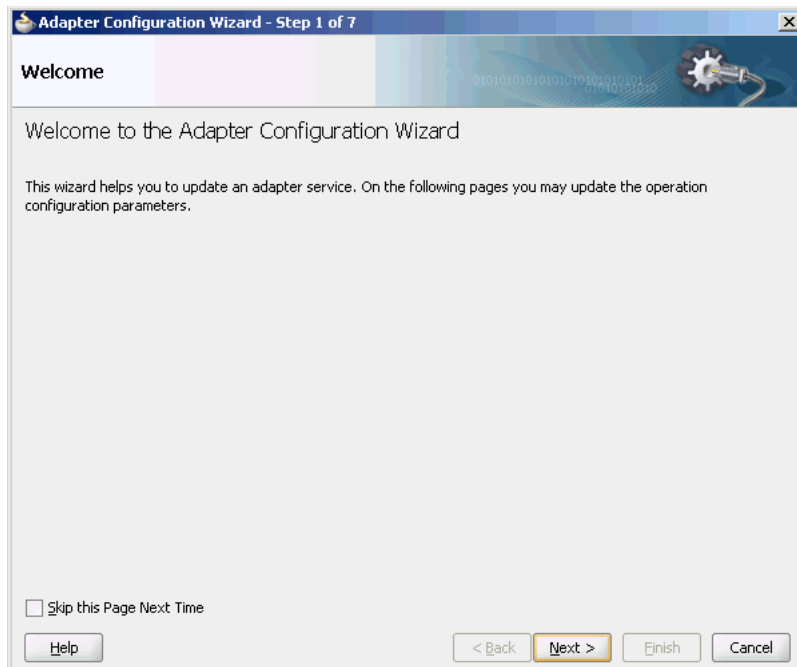 Adapter Configuration Wizard - Step 1 of 7
Welcome
Welcome to the Adapter Configuration Wizard
This wizard helps you to update an adapter service. On the following pages you may update the operation
configuration parameters.
Skip this Page Next Time
Help
< Back
Next >
Finish
Cancel